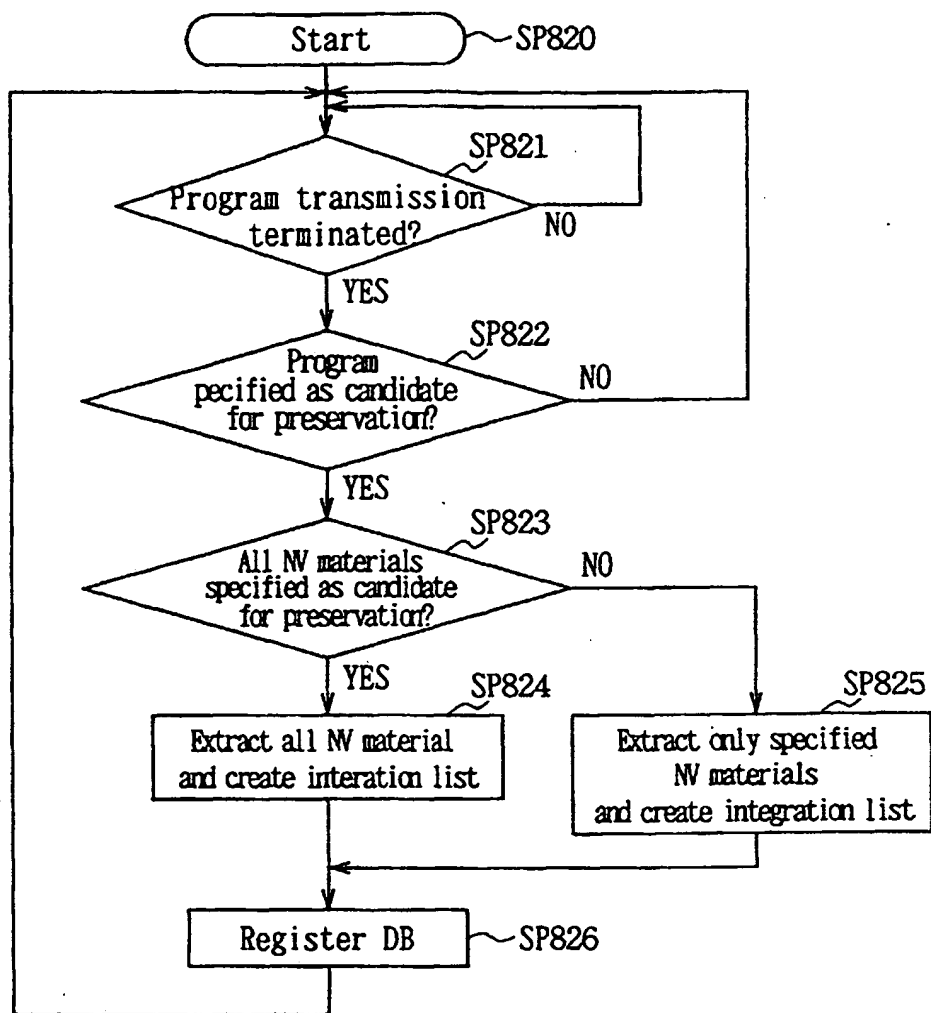 Start
SP820
SP821
Program transmission
terminated?
NO
YES
SP822
Program
pecified as candidate
for preservation?
NO
YES
SP823
All NV materials
specified as candidate
for preservation?
NO
YES
SP824
Extract all NV material
and create interation list
SP825
Extract only specified
NV materials
and create integration list
Register DB
SP826